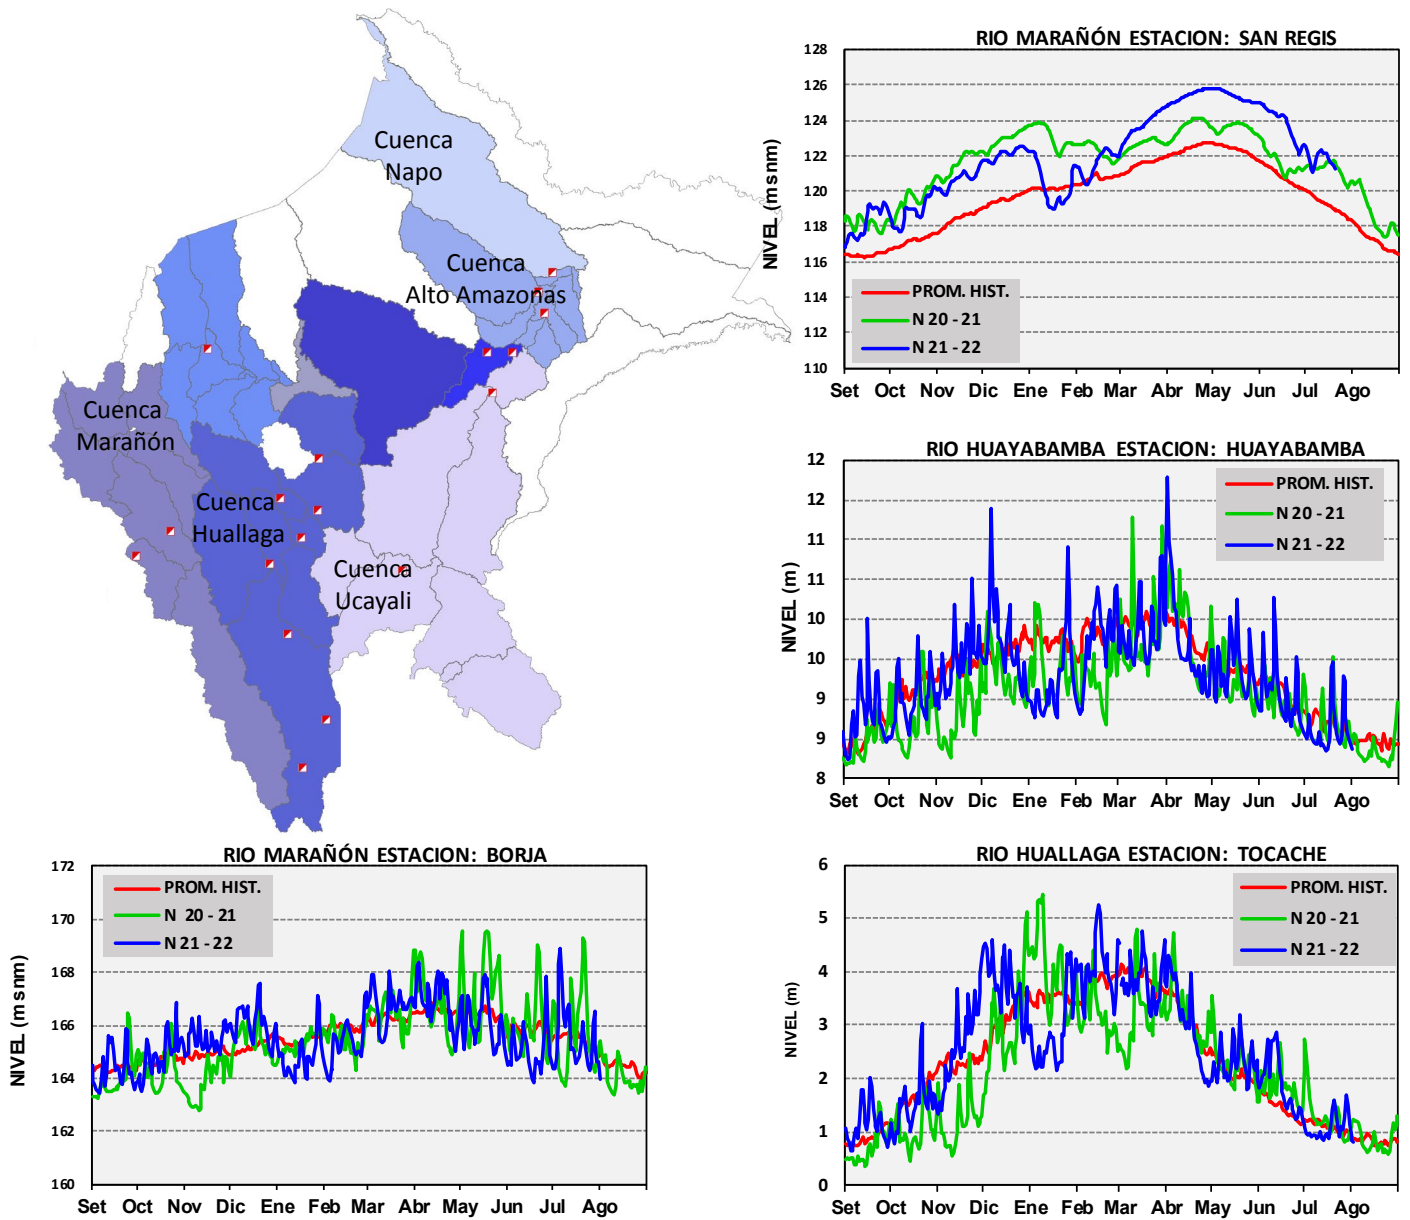 Cuenca
Napo
Cuenca
Alto Amazonas
Cuenca
Marañón
Cuenca
Huallaga
Cuenca
Ucayali
RIO MARAÑÓN ESTACION: SAN REGIS
NIVEL (msnm)
128
126
124
122
120
118
116
114
112
110
PROM. HIST.
N 20 - 21
N 21 - 22
Set Oct Nov Dic Ene Feb Mar Abr May Jun Jul Ago
RIO HUAYABAMBA ESTACION: HUAYABAMBA
NIVEL (m)
12
12
11
11
10
10
9
9
8
PROM. HIST.
N 20 - 21
N 21 - 22
Set Oct Nov Dic Ene Feb Mar Abr May Jun Jul Ago
RIO MARAÑÓN ESTACION: BORJA
NIVEL (msnm)
172
170
168
166
164
162
160
PROM. HIST.
N 20 - 21
N 21 - 22
Set Oct Nov Dic Ene Feb Mar Abr May Jun Jul Ago
RIO HUALLAGA ESTACION: TOCACHE
NIVEL (m)
6
5
4
3
2
1
0
PROM. HIST.
N 20 - 21
N 21 - 22
Set Oct Nov Dic Ene Feb Mar Abr May Jun Jul Ago